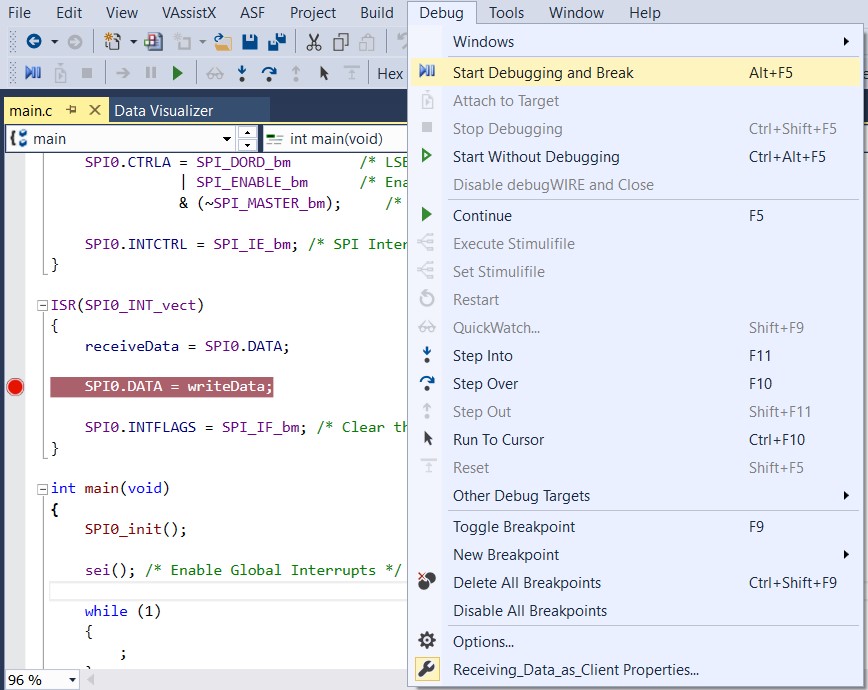 File Edit View VAssistX ASF Project Build Debug Tools Window Help
Hex
main.c Data Visualizer
main int main(void)
SPI0.CTRLA = SPI_DORD_bm /* LSB
| SPI_ENABLE_bm /* Ena
& (~SPI_MASTER_bm); /*
SPI0.INTCTRL = SPI_IE_bm; /* SPI Inter
}
ISR(SPI0_INT_vect)
{
receiveData = SPI0.DATA;
SPI0.DATA = writeData;
SPI0.INTFLAGS = SPI_IF_bm; /* Clear th
}
int main(void)
{
SPI0_init();
sei(); /* Enable Global Interrupts */
while (1)
{
;
96 %
Windows
Start Debugging and Break Alt+F5
Attach to Target
Stop Debugging Ctrl+Shift+F5
Start Without Debugging Ctrl+Alt+F5
Disable debugWIRE and Close
Continue F5
Execute Stimulifile
Set Stimulifile
Restart
QuickWatch... Shift+F9
Step Into F11
Step Over F10
Step Out Shift+F11
Run To Cursor Ctrl+F10
Reset Shift+F5
Other Debug Targets
Toggle Breakpoint F9
New Breakpoint
Delete All Breakpoints Ctrl+Shift+F9
Disable All Breakpoints
Options...
Receiving_Data_as_Client Properties...